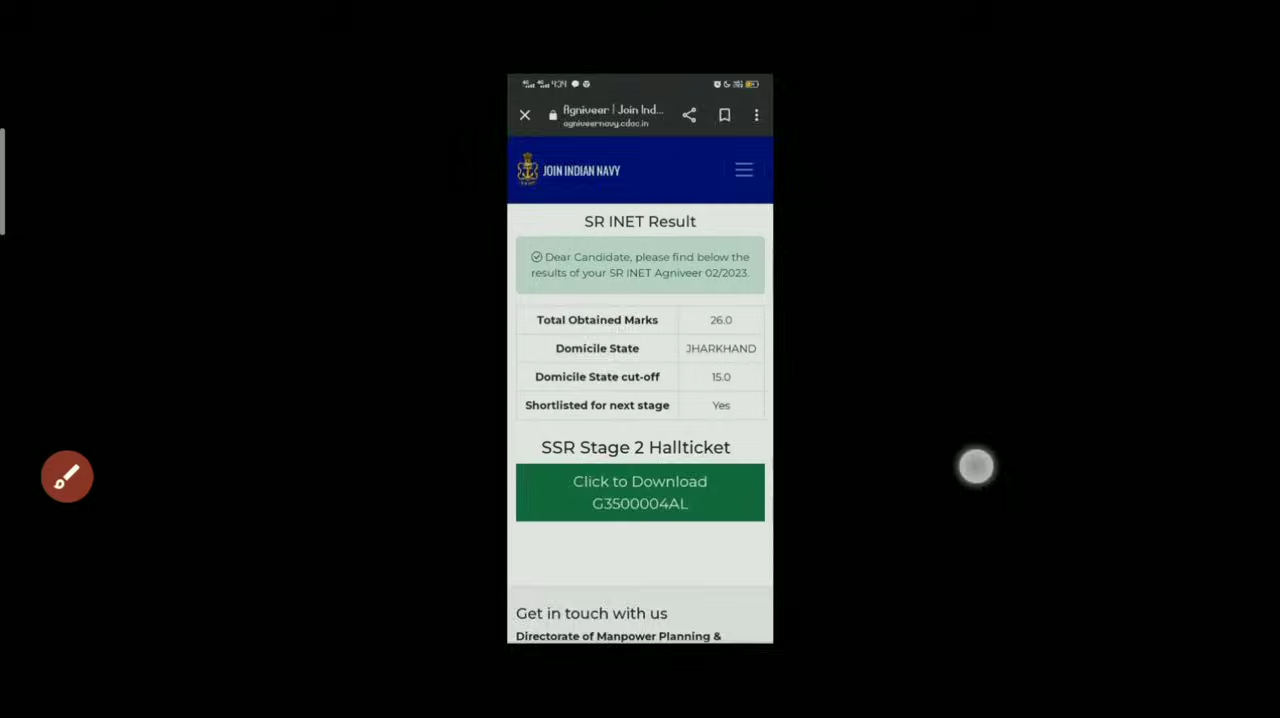 4:34
Agniveer | Join Ind...
agniveernavy.cdac.in
JOIN INDIAN NAVY
SR INET Result
Dear Candidate, please find below the
results of your SR INET Agniveer 02/2023.
Total Obtained Marks 26.0
Domicile State JHARKHAND
Domicile State cut-off 15.0
Shortlisted for next stage Yes
SSR Stage 2 Hallticket
Click to Download
G3500004AL
Get in touch with us
Directorate of Manpower Planning &